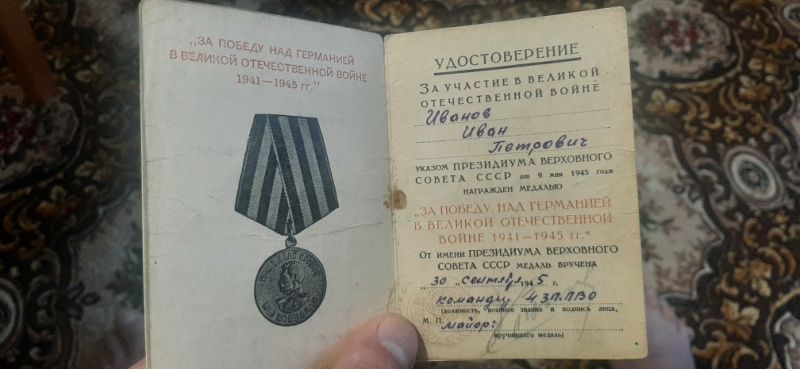 „ЗА ПОБЕДУ НАД ГЕРМАНИЕЙ
В ВЕЛИКОЙ ОТЕЧЕСТВЕННОЙ ВОЙНЕ
1941—1945 гг.“
НАШЕ ДЕЛО ПРАВОЕ
МЫ ПОБЕДИЛИ
УДОСТОВЕРЕНИЕ
ЗА УЧАСТИЕ В ВЕЛИКОЙ
ОТЕЧЕСТВЕННОЙ ВОЙНЕ
Иванов
Иван
Петрович
УКАЗОМ ПРЕЗИДИУМА ВЕРХОВНОГО
СОВЕТА СССР от 9 мая 1945 года
НАГРАЖДЕН МЕДАЛЬЮ
„ЗА ПОБЕДУ НАД ГЕРМАНИЕЙ
В ВЕЛИКОЙ ОТЕЧЕСТВЕННОЙ
ВОЙНЕ 1941—1945 гг.“
От имени ПРЕЗИДИУМА ВЕРХОВНОГО
СОВЕТА СССР МЕДАЛЬ ВРУЧЕНА
„30„ сентября 1945 г.
Командир 4 ЗП.ПВО
(должность, военное звание и подпись лица,
М. П. майор:
вручившего медаль)